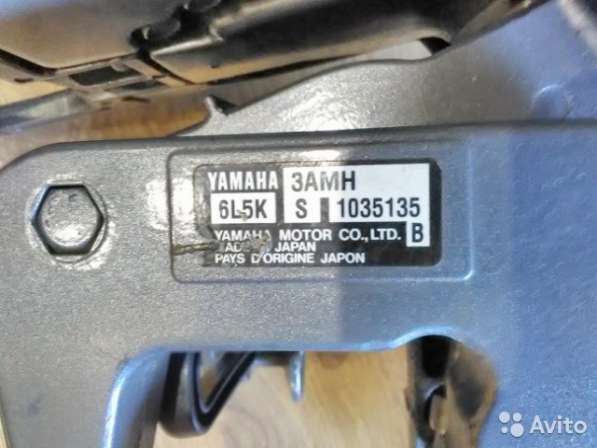 YAMAHA 3AMH
6L5K S 1035135
YAMAHA MOTOR CO.,LTD. B
MADE IN JAPAN
PAYS D'ORIGINE JAPON
Avito